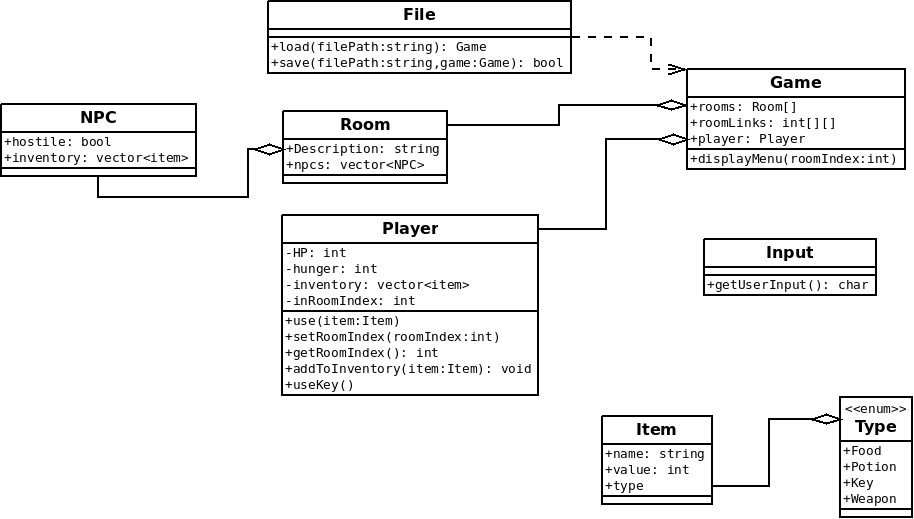 File
+load(filePath:string): Game
+save(filePath:string,game:Game): bool
Game
+rooms: Room[]
+roomLinks: int[][]
+player: Player
+displayMenu(roomIndex:int)
NPC
+hostile: bool
+inventory: vector<item>
Room
+Description: string
+npcs: vector<NPC>
Player
-HP: int
-hunger: int
-inventory: vector<item>
-inRoomIndex: int
+use(item:Item)
+setRoomIndex(roomIndex:int)
+getRoomIndex(): int
+addToInventory(item:Item): void
+useKey()
Input
+getUserInput(): char
Item
+name: string
+value: int
+type
<<enum>>
Type
+Food
+Potion
+Key
+Weapon